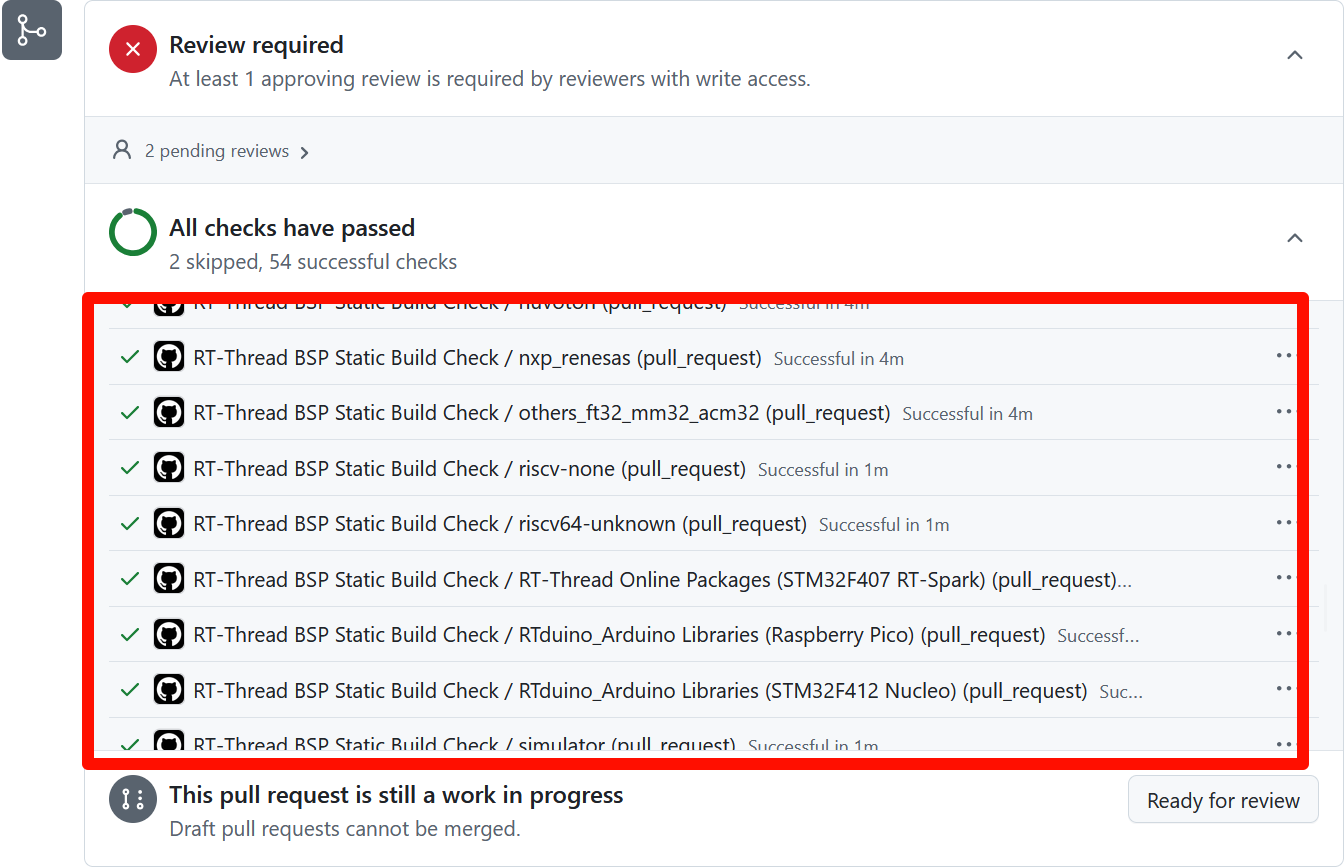 Review required
At least 1 approving review is required by reviewers with write access.
2 pending reviews
All checks have passed
2 skipped, 54 successful checks
RT-Thread BSP Static Build Check / nuvoton (pull_request) Successful in 4m
RT-Thread BSP Static Build Check / nxp_renesas (pull_request) Successful in 4m
RT-Thread BSP Static Build Check / others_ft32_mm32_acm32 (pull_request) Successful in 4m
RT-Thread BSP Static Build Check / riscv-none (pull_request) Successful in 1m
RT-Thread BSP Static Build Check / riscv64-unknown (pull_request) Successful in 1m
RT-Thread BSP Static Build Check / RT-Thread Online Packages (STM32F407 RT-Spark) (pull_request)...
RT-Thread BSP Static Build Check / RTduino_Arduino Libraries (Raspberry Pico) (pull_request) Successf...
RT-Thread BSP Static Build Check / RTduino_Arduino Libraries (STM32F412 Nucleo) (pull_request) Suc...
RT-Thread BSP Static Build Check / simulator (pull_request) Successful in 1m
This pull request is still a work in progress
Draft pull requests cannot be merged.
Ready for review